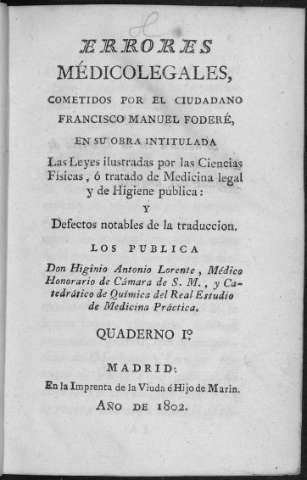 ERRORES
MÉDICOLEGALES,
COMETIDOS POR EL CIUDADANO
FRANCISCO MANUEL FODERÉ,
EN SU OBRA INTITULADA
Las Leyes ilustradas por las Ciencias
Físicas, ó tratado de Medicina legal
y de Higiene publica:
Y
Defectos notables de la traduccion.
LOS PUBLICA
Don Higinio Antonio Lorente, Médico
Honorario de Cámara de S. M., y Ca-
tedrático de Química del Real Estudio
de Medicina Práctica.
QUADERNO Iº
MADRID:
En la Imprenta de la Viuda é Hijo de Marin.
AÑO DE 1802.